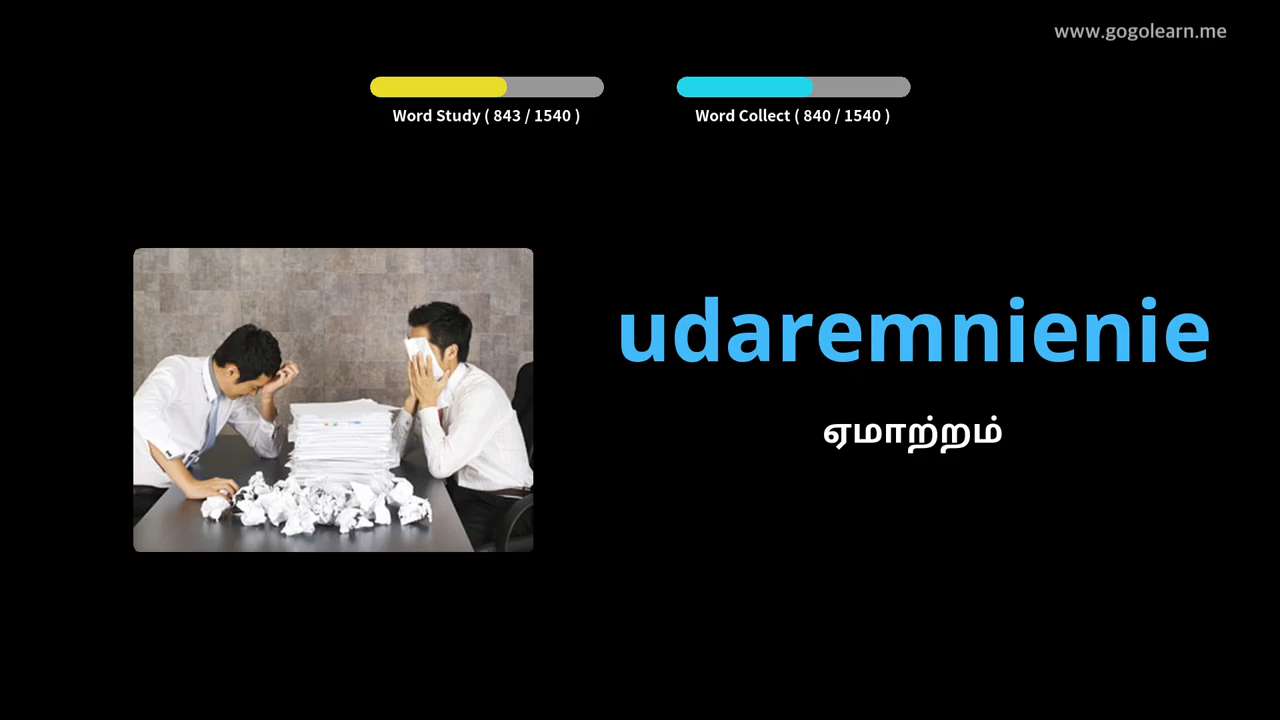 www.gogolearn.me
Word Study ( 843 / 1540 )
Word Collect ( 840 / 1540 )
udaremnienie
ஏமாற்றம்